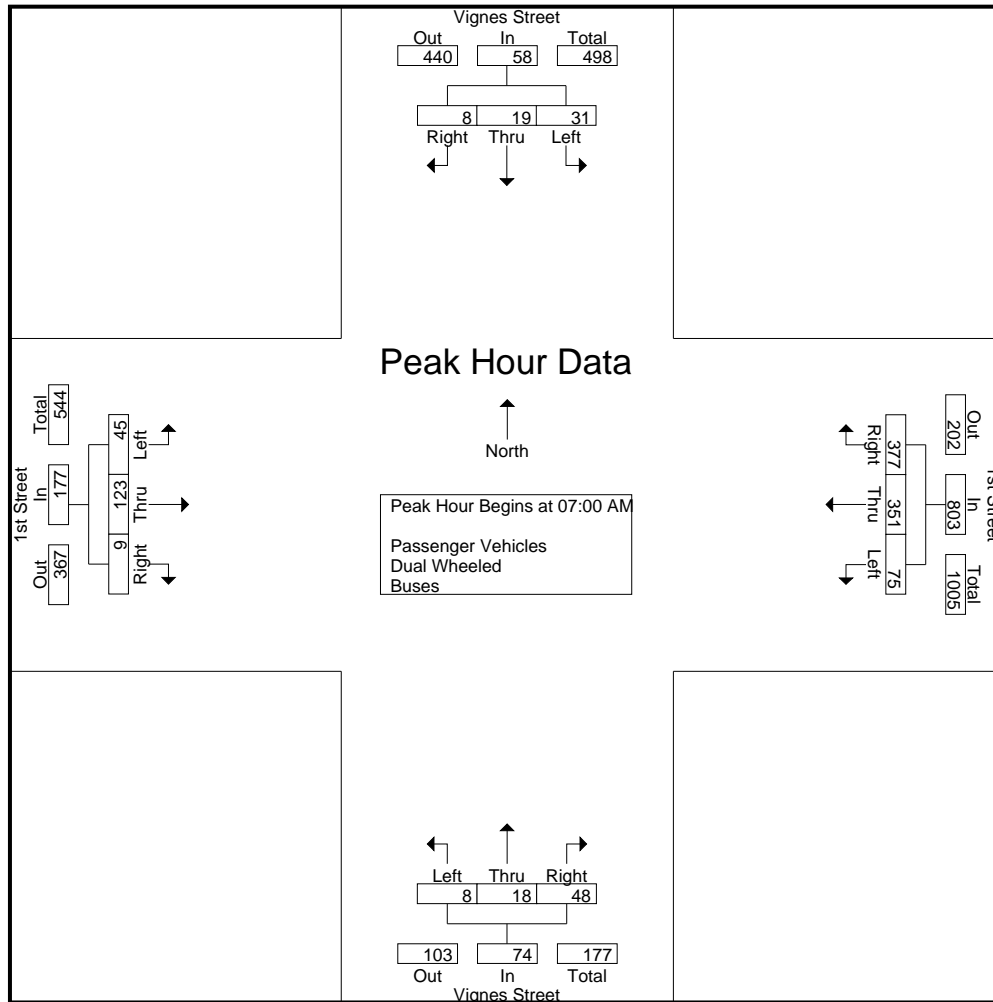 Vignes Street
Out In Total
440 58 498
8 19 31
Right Thru Left
Peak Hour Data
North
Peak Hour Begins at 07:00 AM
Passenger Vehicles
Dual Wheeled
Buses
1st Street
Total In Out
544 177 367
45 123 9
Left Thru Right
1st Street
Out In Total
202 803 1005
377 351 75
Right Thru Left
Left Thru Right
8 18 48
103 74 177
Out In Total
Vignes Street